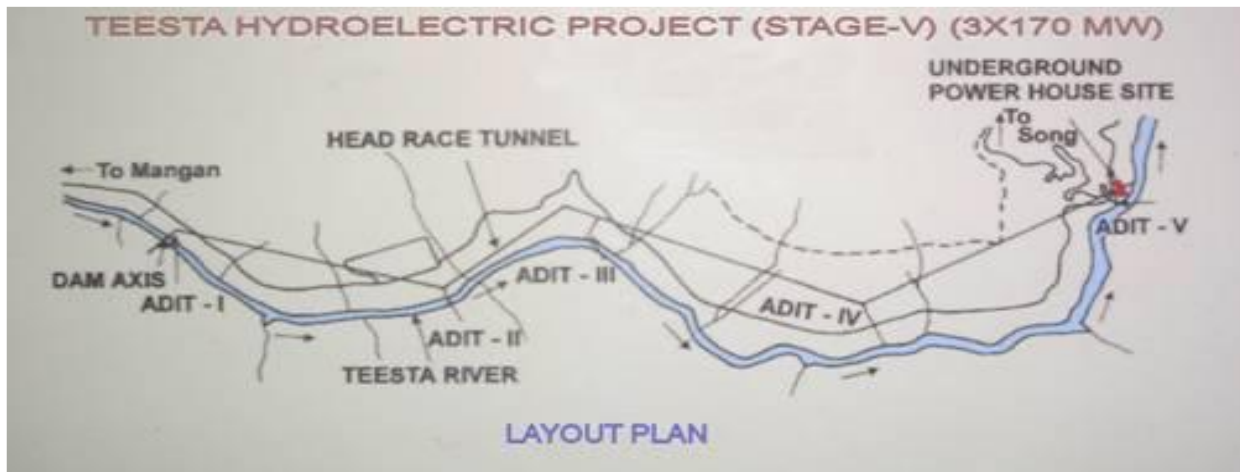 TEESTA HYDROELECTRIC PROJECT (STAGE-V) (3X170 MW)
UNDERGROUND
POWER HOUSE SITE
To
Song
HEAD RACE TUNNEL
To Mangan
ADIT - V
DAM AXIS
ADIT - I
ADIT - III
ADIT - IV
ADIT - II
TEESTA RIVER
LAYOUT PLAN